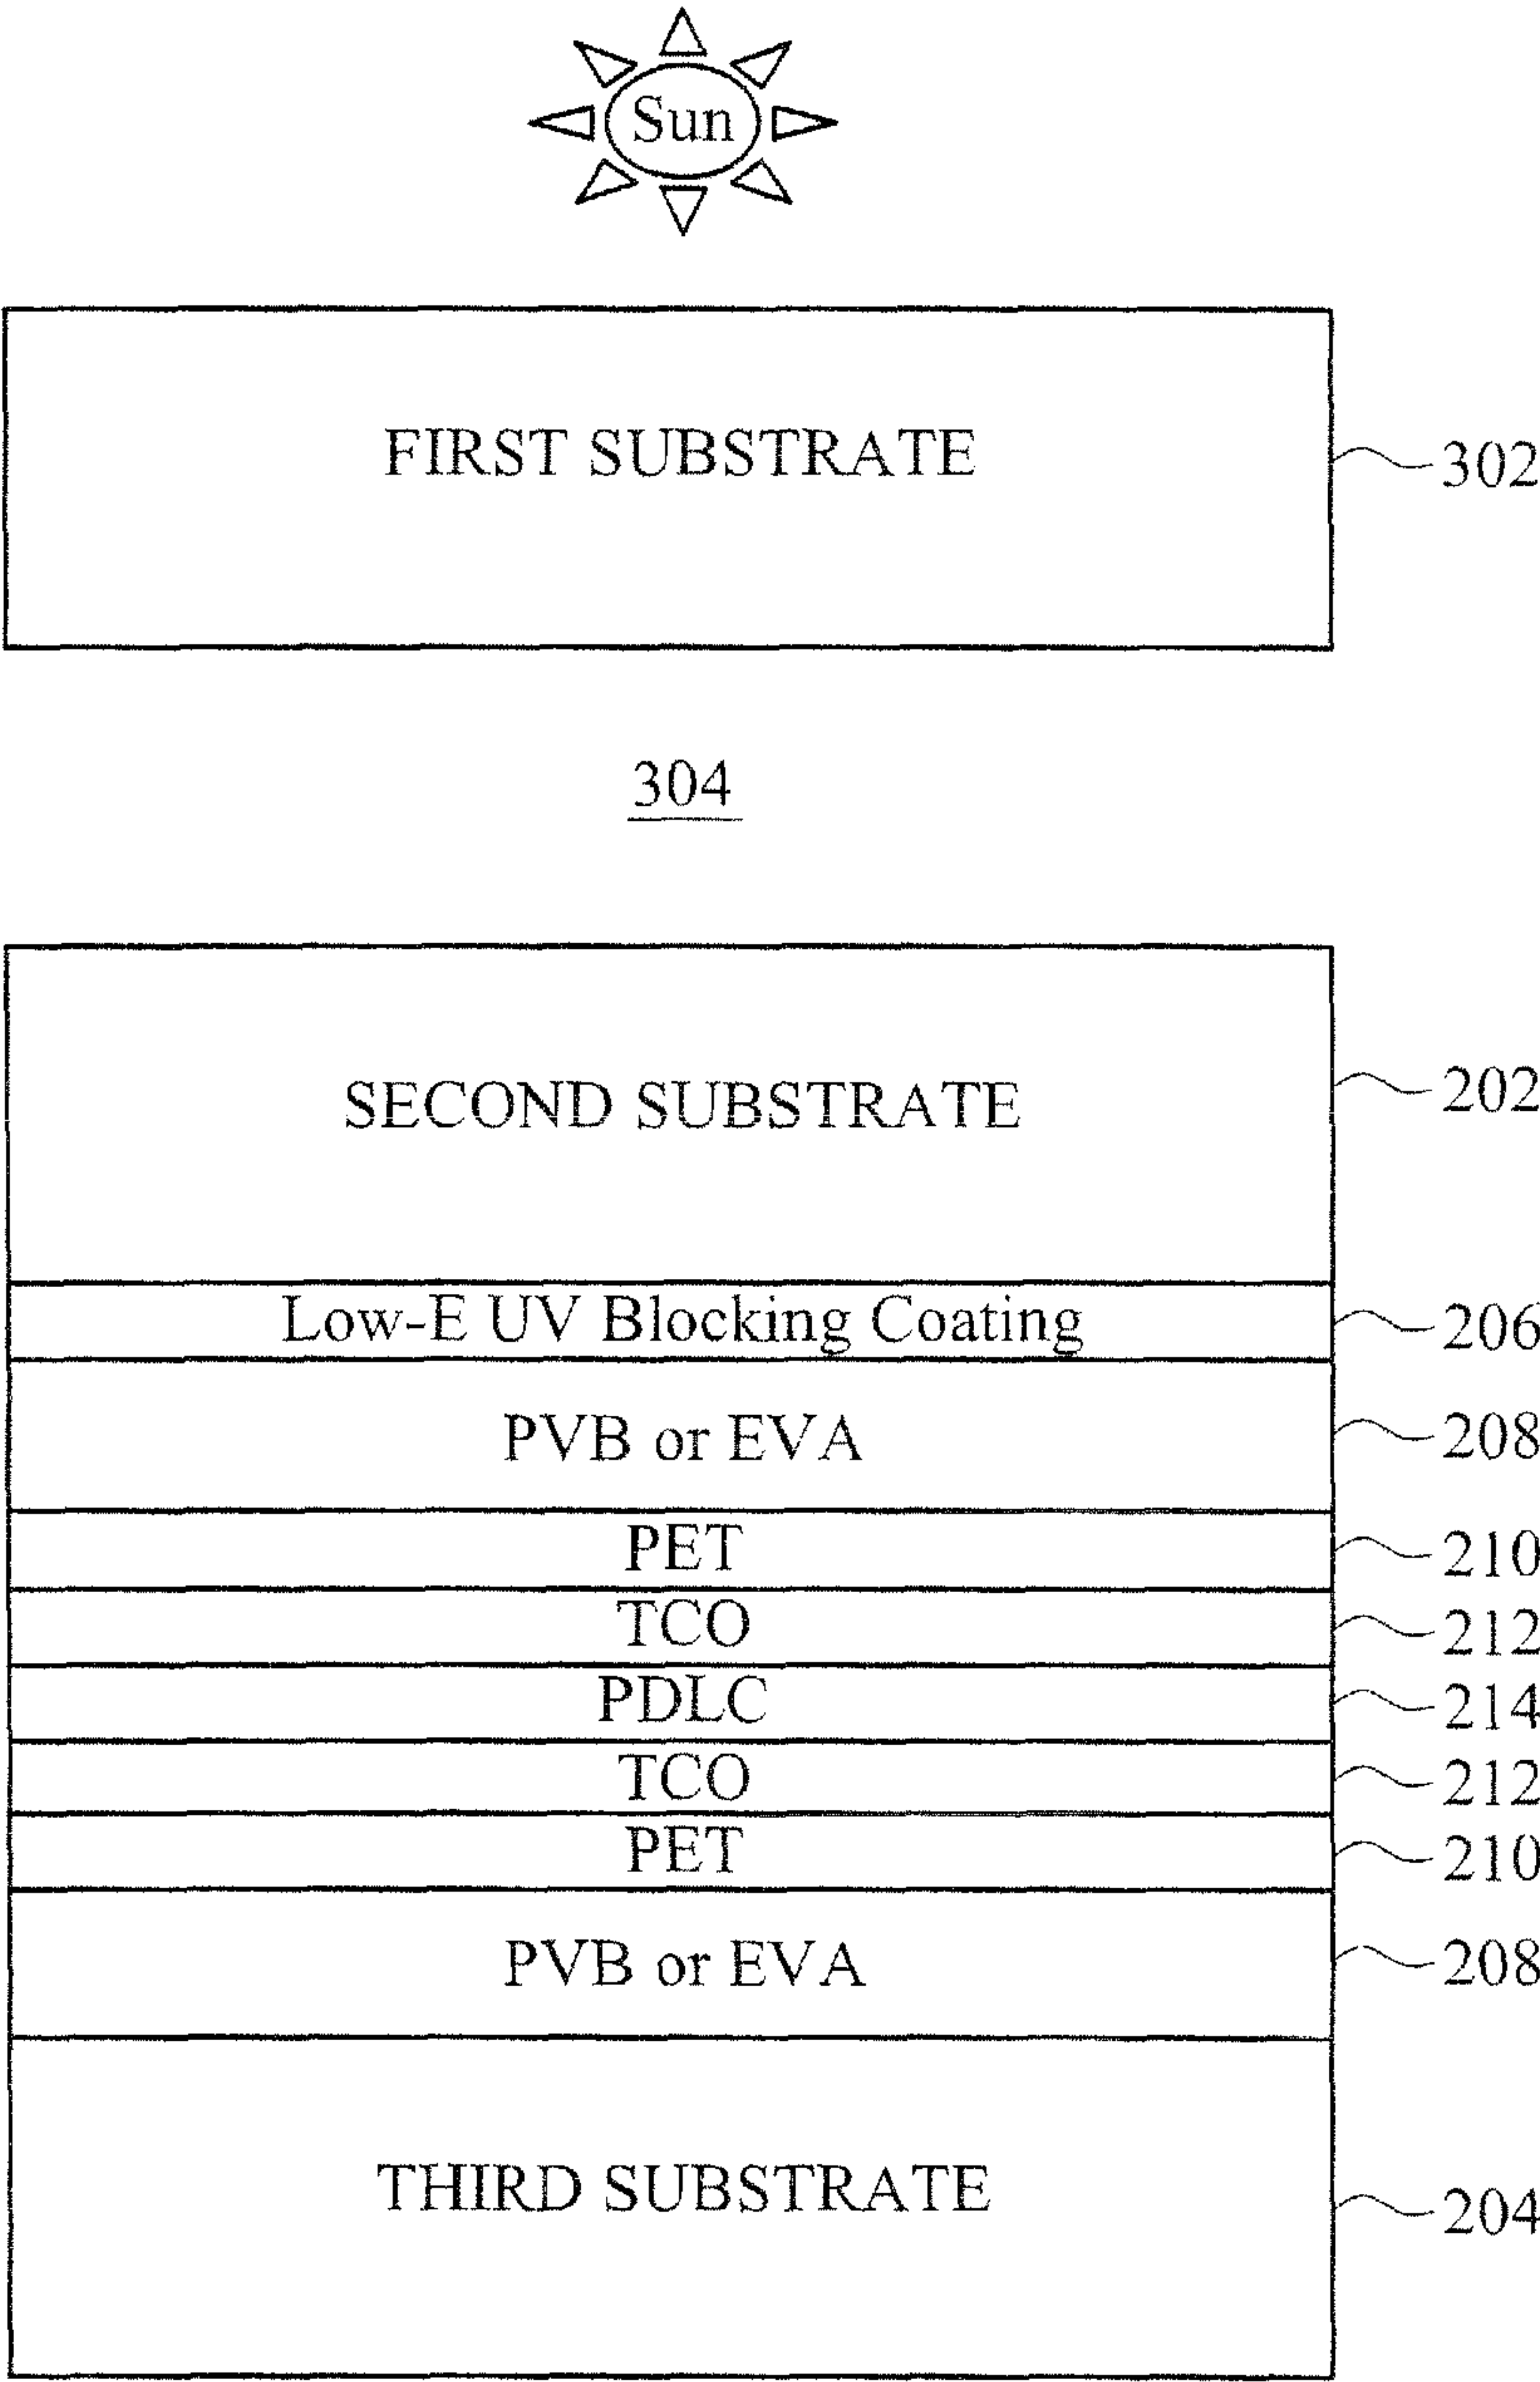 Sun
FIRST SUBSTRATE 302
304
SECOND SUBSTRATE 202
Low-E UV Blocking Coating 206
PVB or EVA 208
PET 210
TCO 212
PDLC 214
TCO 212
PET 210
PVB or EVA 208
THIRD SUBSTRATE 204